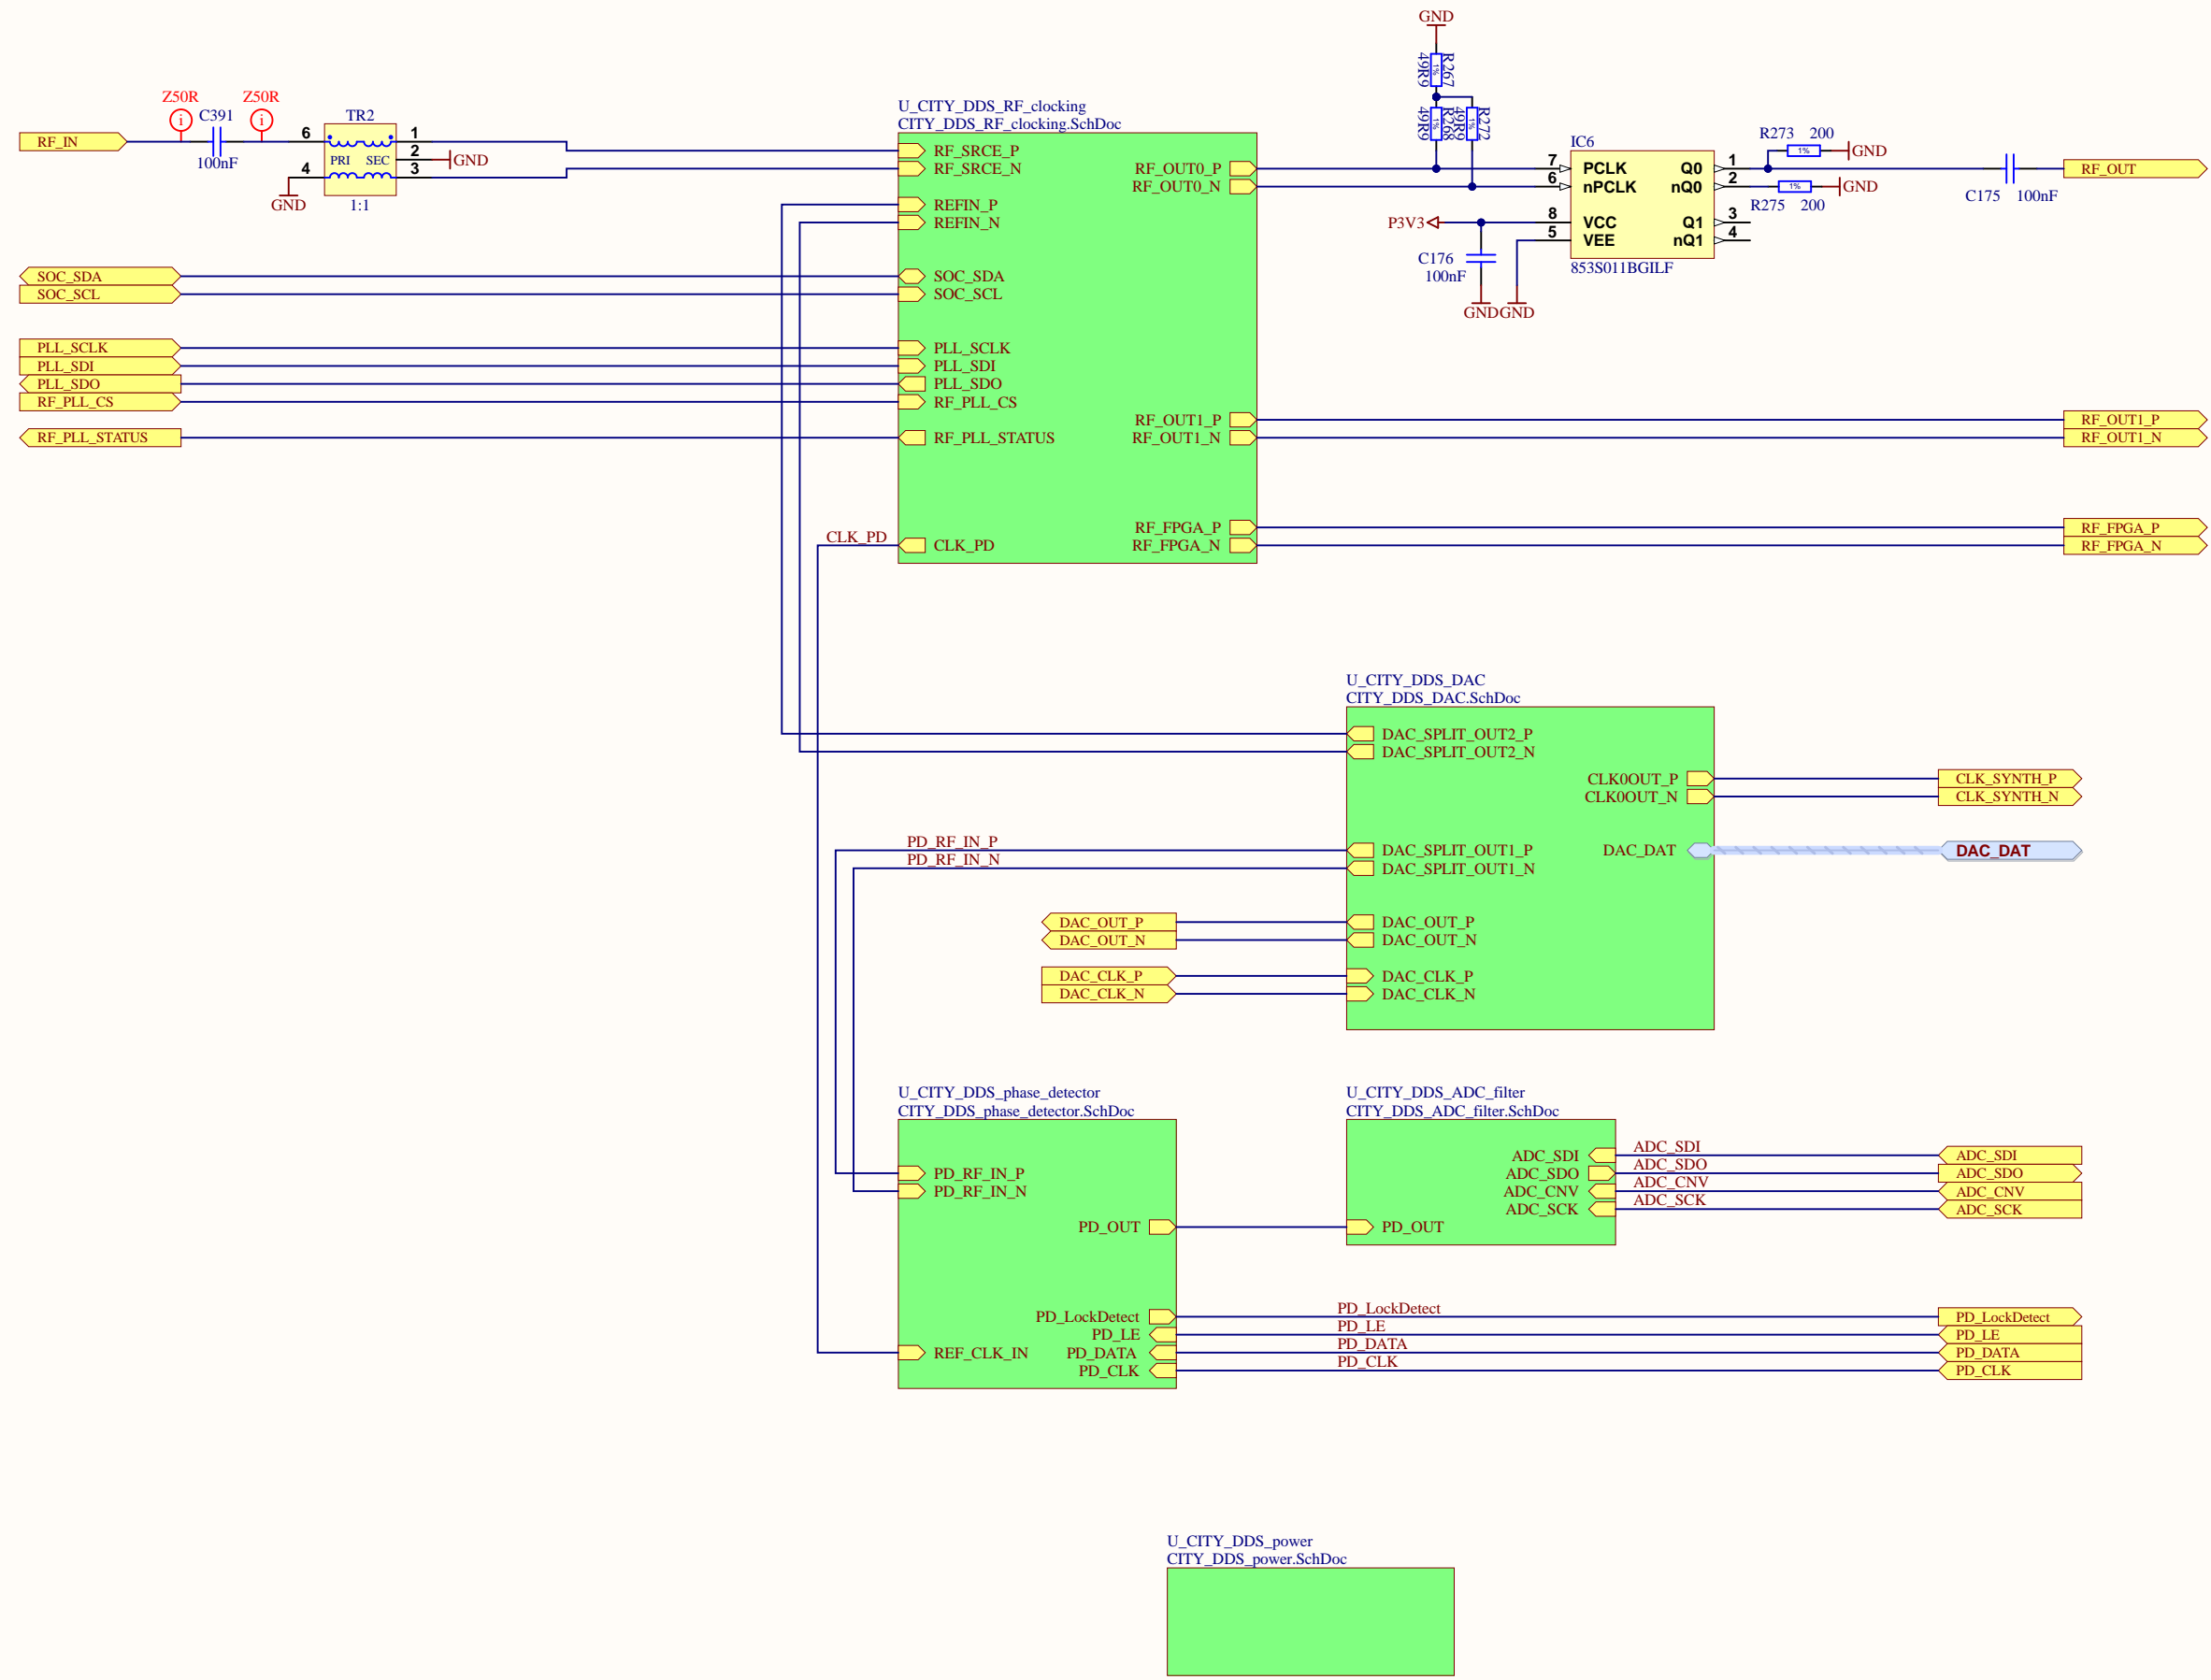 GND
R267
49R9
1%
R268
49R9
1%
R272
49R9
1%
Z50R
Z50R
i
i
C391
100nF
RF_IN
TR2
6
4
1
2
3
PRI SEC
1:1
GND
GND
U_CITY_DDS_RF_clocking
CITY_DDS_RF_clocking.SchDoc
RF_SRCE_P
RF_SRCE_N
REFIN_P
REFIN_N
SOC_SDA
SOC_SCL
PLL_SCLK
PLL_SDI
PLL_SDO
RF_PLL_CS
RF_PLL_STATUS
CLK_PD
RF_OUT0_P
RF_OUT0_N
RF_OUT1_P
RF_OUT1_N
RF_FPGA_P
RF_FPGA_N
SOC_SDA
SOC_SCL
PLL_SCLK
PLL_SDI
PLL_SDO
RF_PLL_CS
RF_PLL_STATUS
CLK_PD
IC6
7 PCLK Q0 1
6 nPCLK nQ0 2
8 VCC Q1 3
5 VEE nQ1 4
853S011BGILF
P3V3
C176
100nF
GND
GND
R273 200
1%
GND
1%
GND
R275 200
C175 100nF
RF_OUT
RF_OUT1_P
RF_OUT1_N
RF_FPGA_P
RF_FPGA_N
U_CITY_DDS_DAC
CITY_DDS_DAC.SchDoc
DAC_SPLIT_OUT2_P
DAC_SPLIT_OUT2_N
CLK0OUT_P
CLK0OUT_N
DAC_SPLIT_OUT1_P
DAC_SPLIT_OUT1_N
DAC_DAT
DAC_OUT_P
DAC_OUT_N
DAC_CLK_P
DAC_CLK_N
CLK_SYNTH_P
CLK_SYNTH_N
DAC_DAT
PD_RF_IN_P
PD_RF_IN_N
DAC_OUT_P
DAC_OUT_N
DAC_CLK_P
DAC_CLK_N
U_CITY_DDS_phase_detector
CITY_DDS_phase_detector.SchDoc
PD_RF_IN_P
PD_RF_IN_N
PD_OUT
PD_LockDetect
PD_LE
REF_CLK_IN
PD_DATA
PD_CLK
U_CITY_DDS_ADC_filter
CITY_DDS_ADC_filter.SchDoc
ADC_SDI
ADC_SDO
ADC_CNV
ADC_SCK
PD_OUT
ADC_SDI
ADC_SDO
ADC_CNV
ADC_SCK
ADC_SDI
ADC_SDO
ADC_CNV
ADC_SCK
PD_LockDetect
PD_LE
PD_DATA
PD_CLK
PD_LockDetect
PD_LE
PD_DATA
PD_CLK
U_CITY_DDS_power
CITY_DDS_power.SchDoc